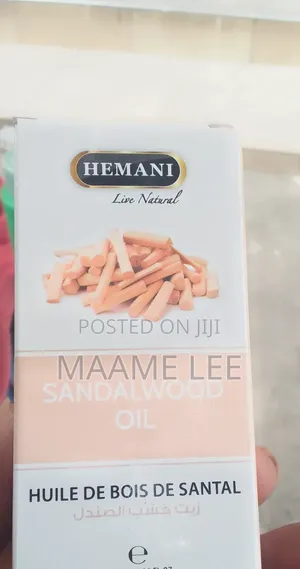 HEMANI
Live Natural
POSTED ON JIJI
MAAME LEE
SANDALWOOD
OIL
HUILE DE BOIS DE SANTAL
زيت خشب الصندل
e